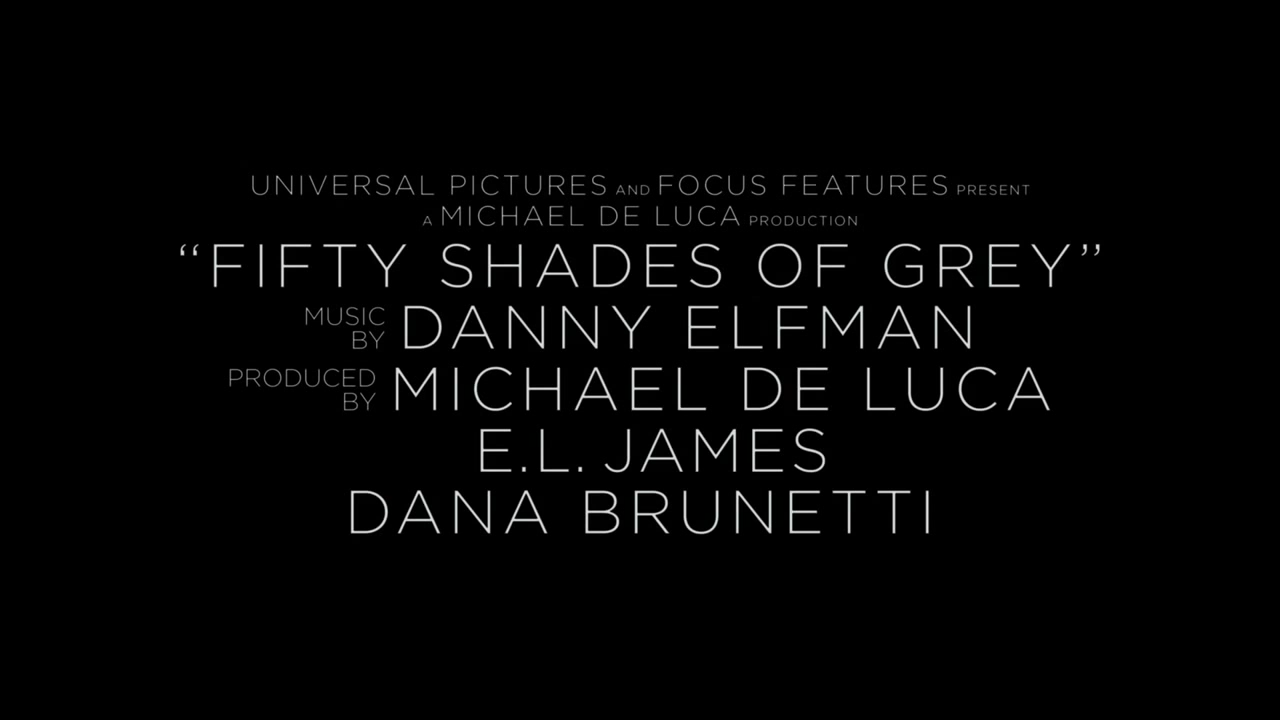 UNIVERSAL PICTURES AND FOCUS FEATURES PRESENT
A MICHAEL DE LUCA PRODUCTION
“FIFTY SHADES OF GREY”
MUSIC BY DANNY ELFMAN
PRODUCED BY MICHAEL DE LUCA
E.L. JAMES
DANA BRUNETTI